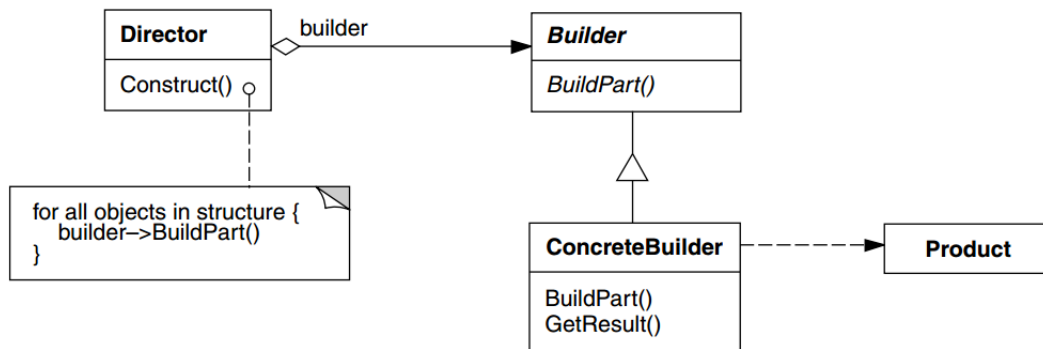 Director
builder
Builder
Construct()
BuildPart()
for all objects in structure {
builder–>BuildPart()
}
ConcreteBuilder
Product
BuildPart()
GetResult()